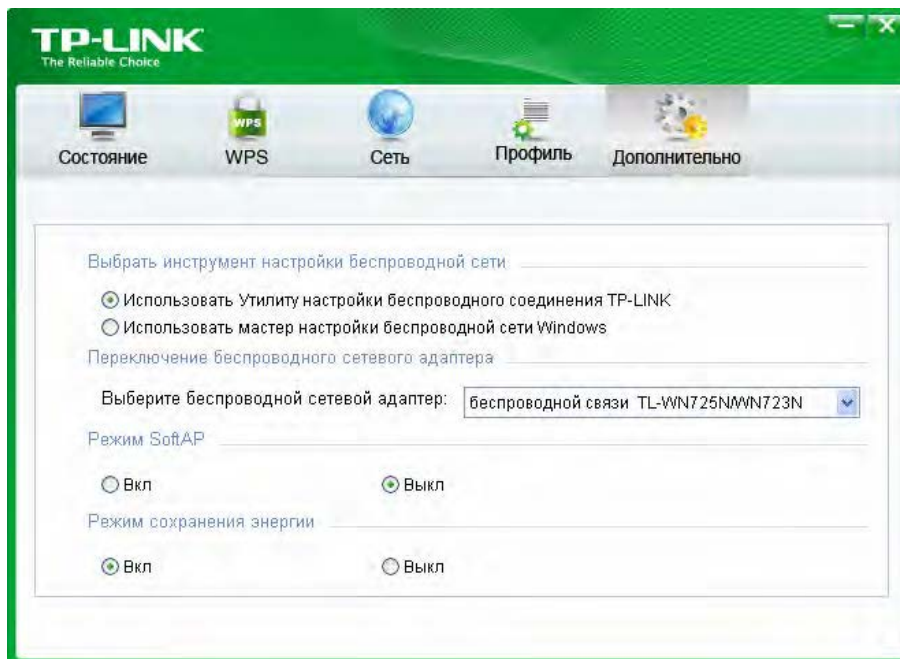 TP-LINK
The Reliable Choice
WPS
Состояние WPS Сеть Профиль Дополнительно
Выбрать инструмент настройки беспроводной сети
Использовать Утилиту настройки беспроводного соединения TP-LINK
Использовать мастер настройки беспроводной сети Windows
Переключение беспроводного сетевого адаптера
Выберите беспроводной сетевой адаптер: беспроводной связи TL-WN725N/WN723N
Режим SoftAP
Вкл Выкл
Режим сохранения энергии
Вкл Выкл